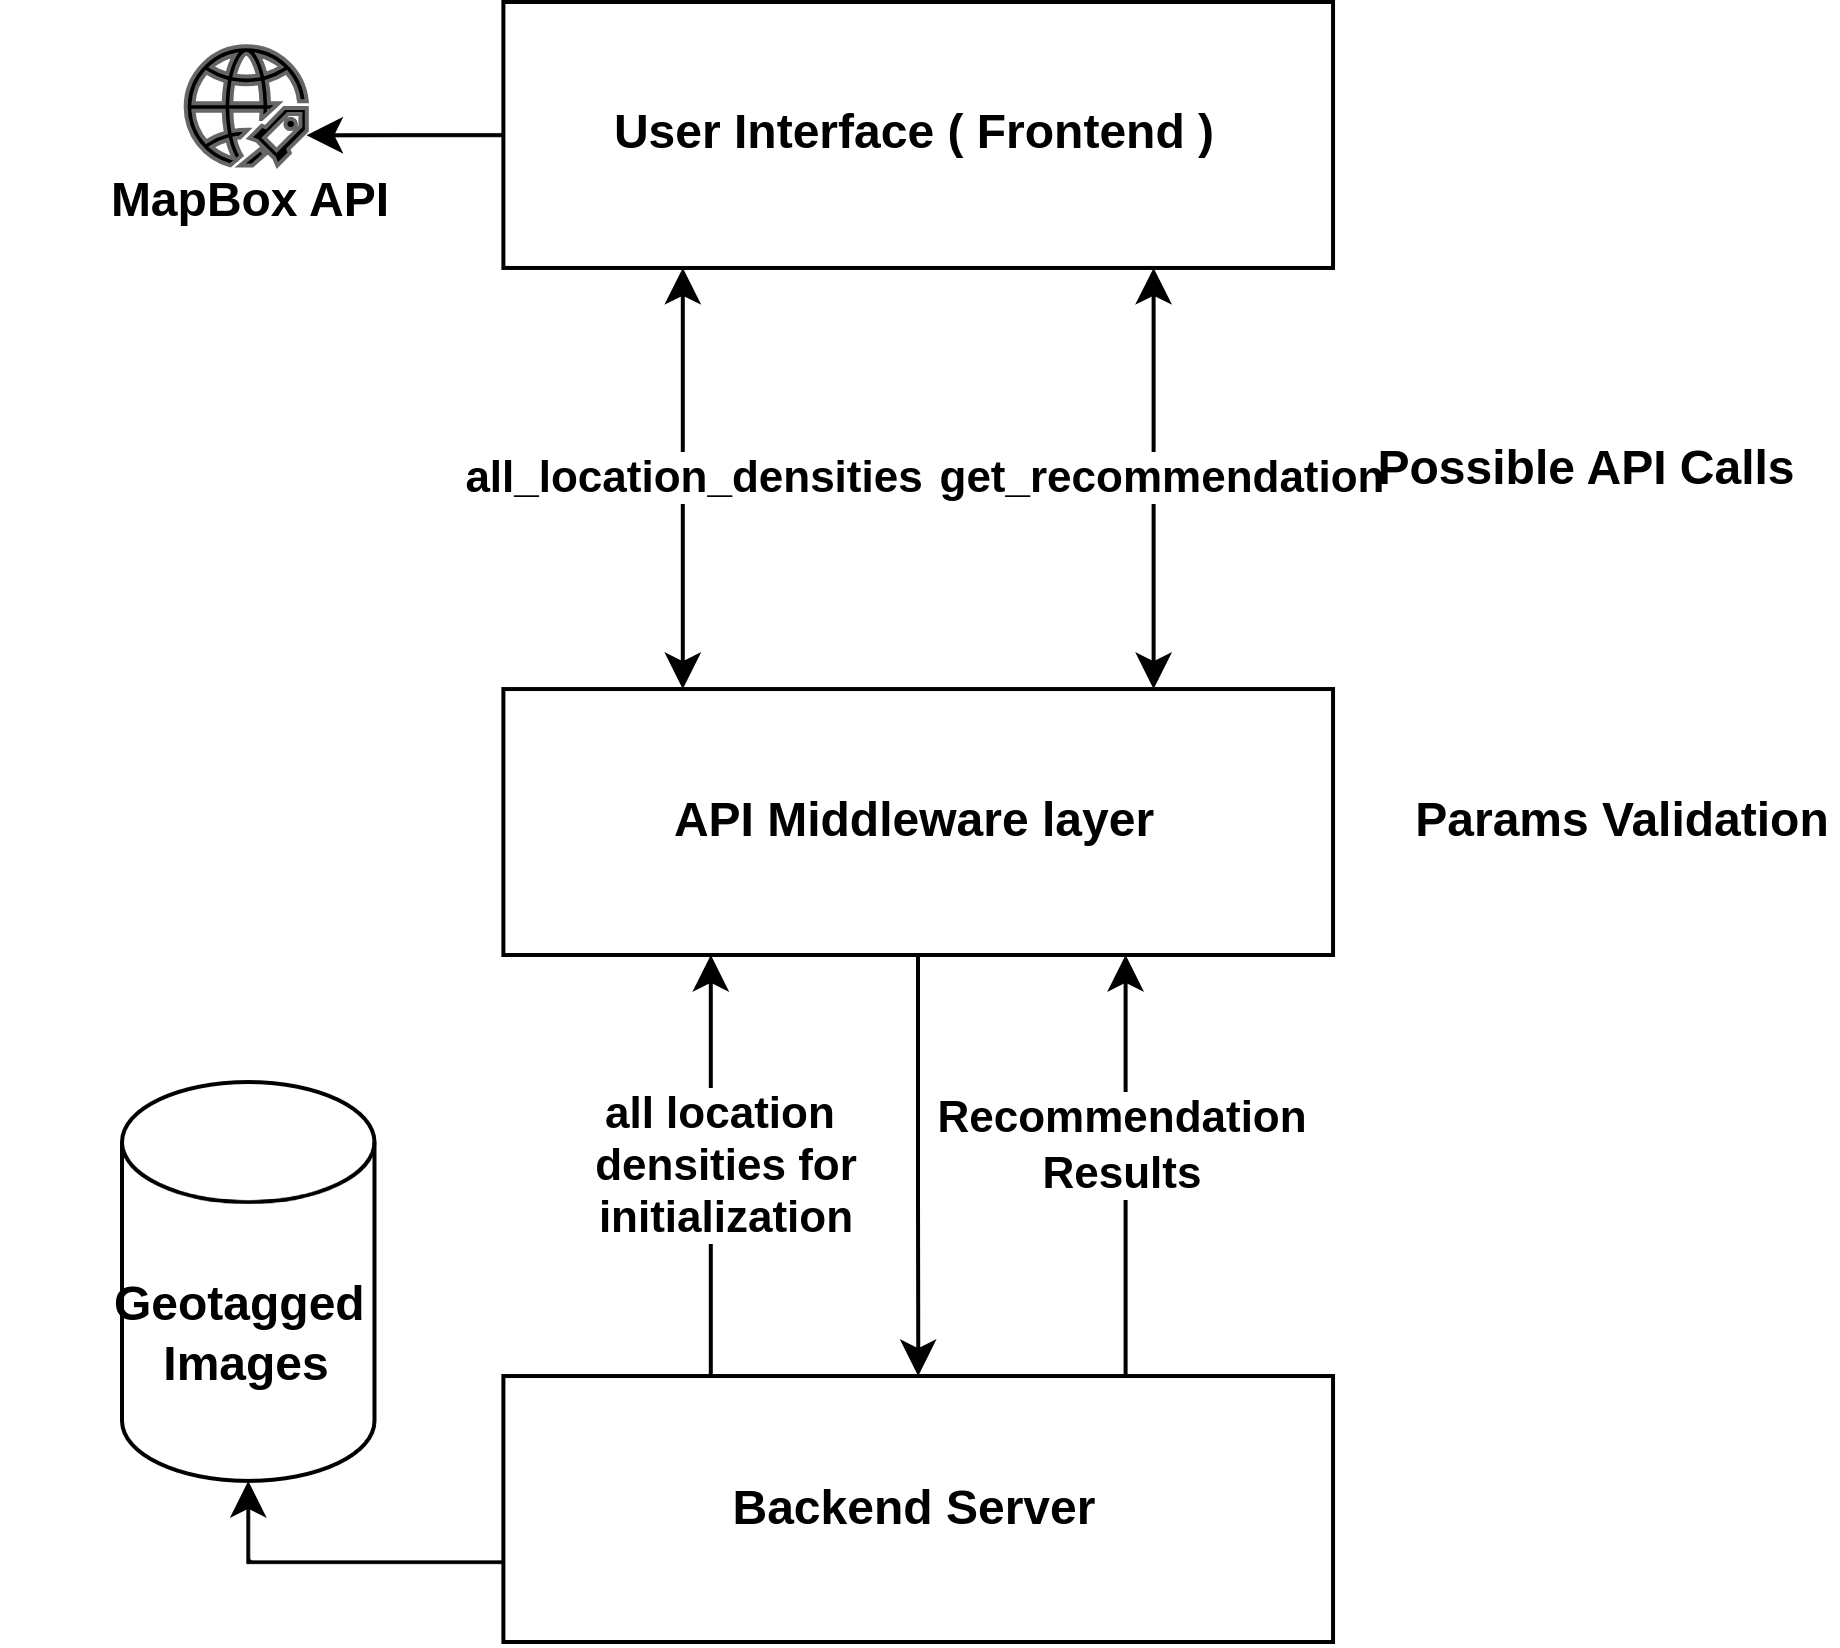 User Interface ( Frontend )
MapBox API
all_location_densities
get_recommendation
Possible API Calls
API Middleware layer
Params Validation
all location
densities for
initialization
Recommendation
Results
Geotagged
Images
Backend Server